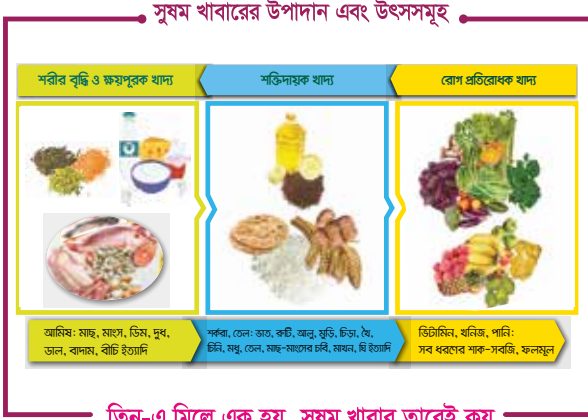 সুষম খাবারের উপাদান এবং উৎসসমূহ
শরীর বৃদ্ধি ও ক্ষয়পূরক খাদ্য
শক্তিদায়ক খাদ্য
রোগ প্রতিরোধক খাদ্য
আমিষ: মাছ, মাংস, ডিম, দুধ,
ডাল, বাদাম, বীচি ইত্যাদি
শর্করা, তেল: ভাত, রুটি, আলু, মুড়ি, চিড়া, খৈ,
চিনি, মধু, তেল, মাছ-মাংসের চর্বি, মাখন, ঘি ইত্যাদি
ভিটামিন, খনিজ, পানি:
সব ধরণের শাক-সবজি, ফলমূল
তিন-এ মিলে এক হয়, সুষম খাবার তারেই কয়